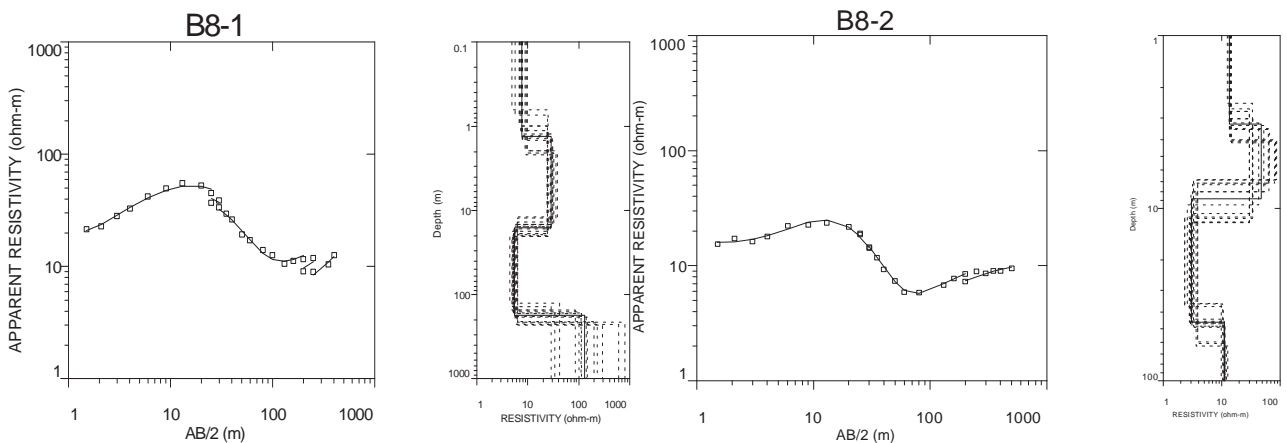 B8-1
APPARENT RESISTIVITY (ohm-m)
1000
100
10
1
1 10 100 1000
AB/2 (m)
Depth (m)
0.1
1
10
100
1000
1 10 100 1000
RESISTIVITY (ohm-m)
B8-2
APPARENT RESISTIVITY (ohm-m)
1000
100
10
1
1 10 100 1000
AB/2 (m)
Depth (m)
1
10
100
1 10 100
RESISTIVITY (ohm-m)